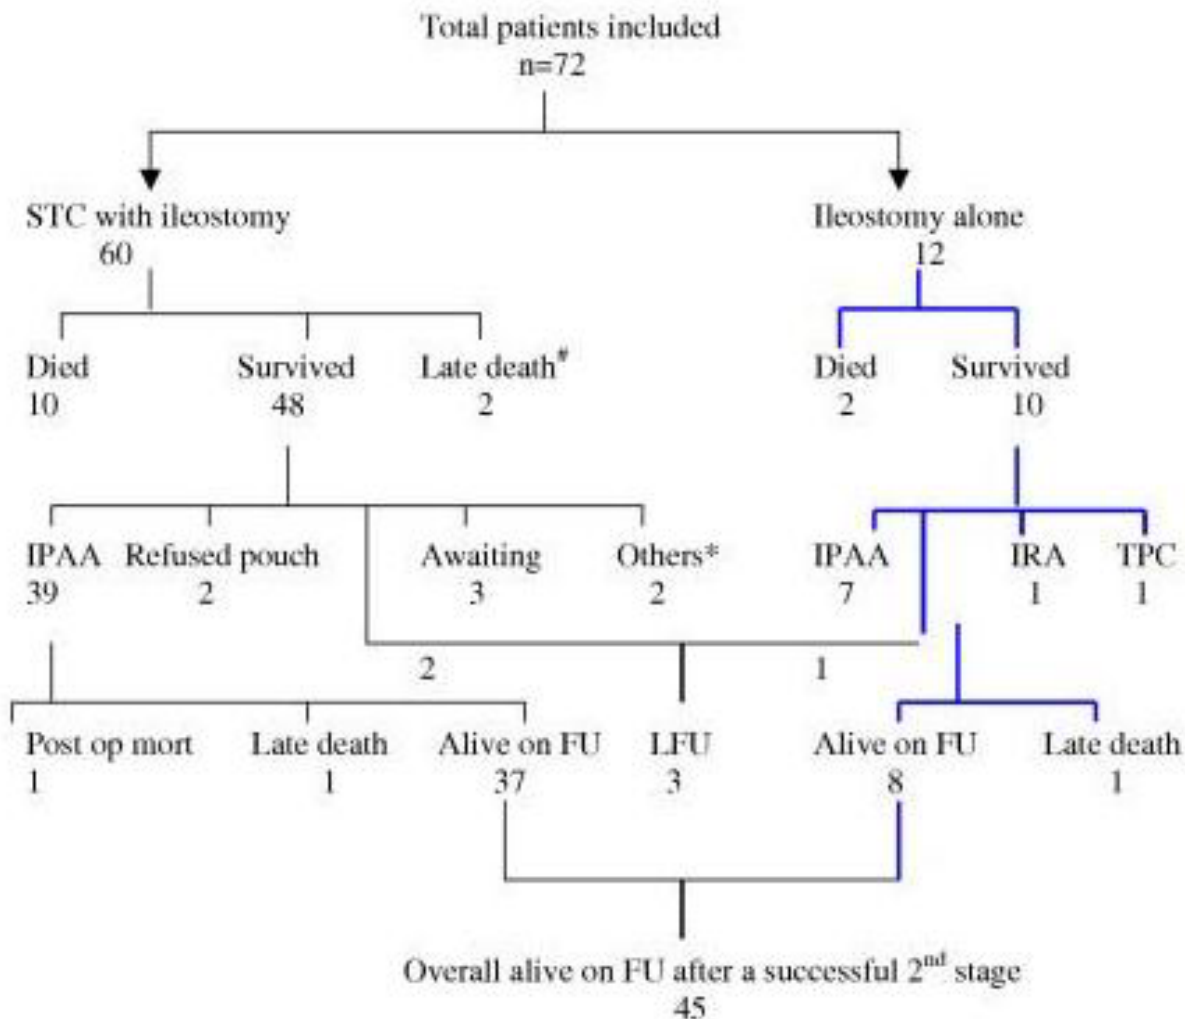 Total patients included
n=72
STC with ileostomy
60
Ileostomy alone
12
Died
10
Survived
48
Late death#
2
Died
2
Survived
10
IPAA
39
Refused pouch
2
Awaiting
3
Others*
2
IPAA
7
IRA
1
TPC
1
2
1
Post op mort
1
Late death
1
Alive on FU
37
LFU
3
Alive on FU
8
Late death
1
Overall alive on FU after a successful 2nd stage
45